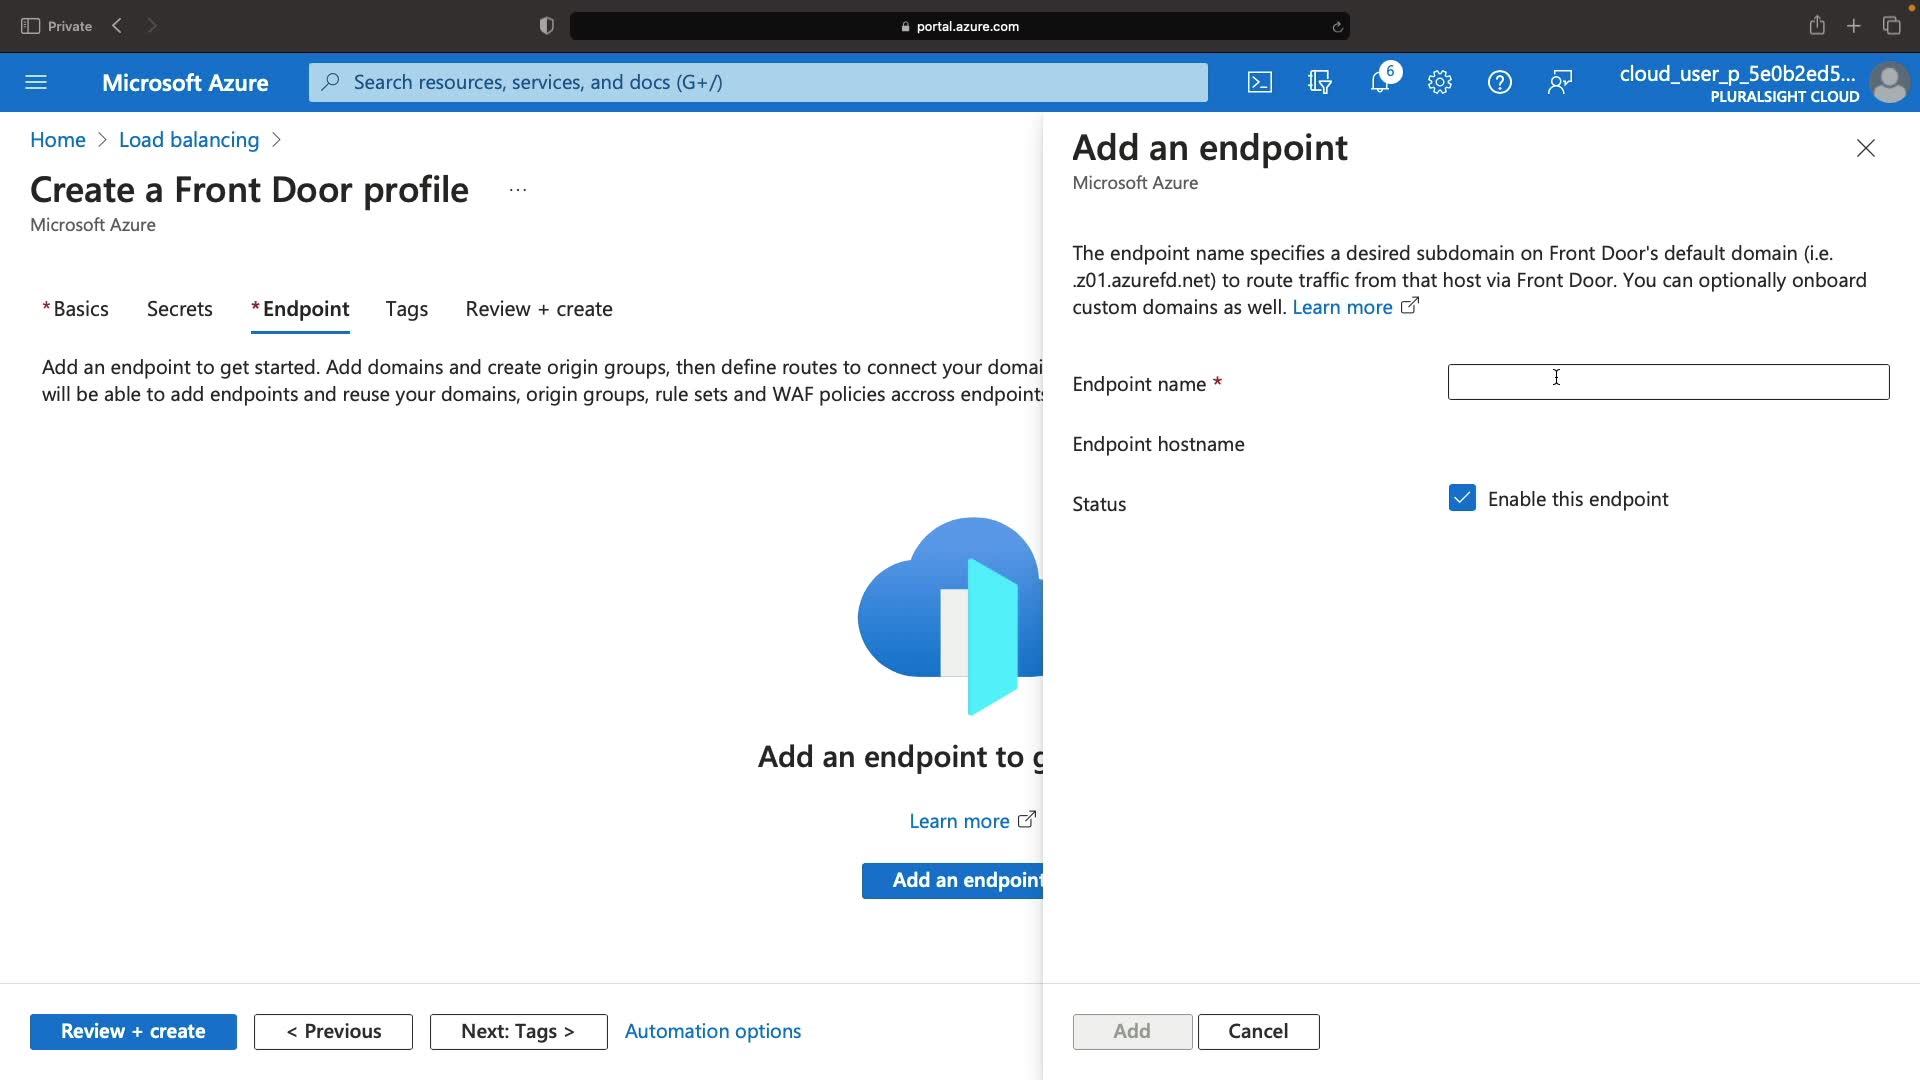 Private
portal.azure.com
Microsoft Azure
Search resources, services, and docs (G+/)
6
cloud_user_p_5e0b2ed5...
PLURALSIGHT CLOUD
Home > Load balancing >
Create a Front Door profile ...
Microsoft Azure
* Basics Secrets * Endpoint Tags Review + create
Add an endpoint to get started. Add domains and create origin groups, then define routes to connect your domai
will be able to add endpoints and reuse your domains, origin groups, rule sets and WAF policies accross endpoints
Add an endpoint to g
Learn more
Add an endpoint
Review + create
< Previous
Next: Tags >
Automation options
Add an endpoint
Microsoft Azure
The endpoint name specifies a desired subdomain on Front Door's default domain (i.e.
.z01.azurefd.net) to route traffic from that host via Front Door. You can optionally onboard
custom domains as well. Learn more
Endpoint name *
Endpoint hostname
Status
Enable this endpoint
Add
Cancel